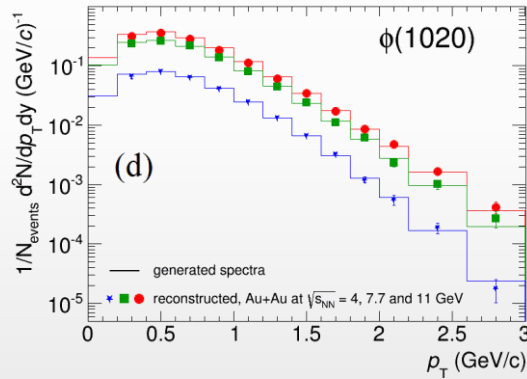 1/N_events d²N/dp_T dy (GeV/c)⁻¹
10⁻¹
10⁻²
10⁻³
10⁻⁴
10⁻⁵
ϕ(1020)
(d)
generated spectra
reconstructed, Au+Au at √s_NN = 4, 7.7 and 11 GeV
0 0.5 1 1.5 2 2.5 3
p_T (GeV/c)